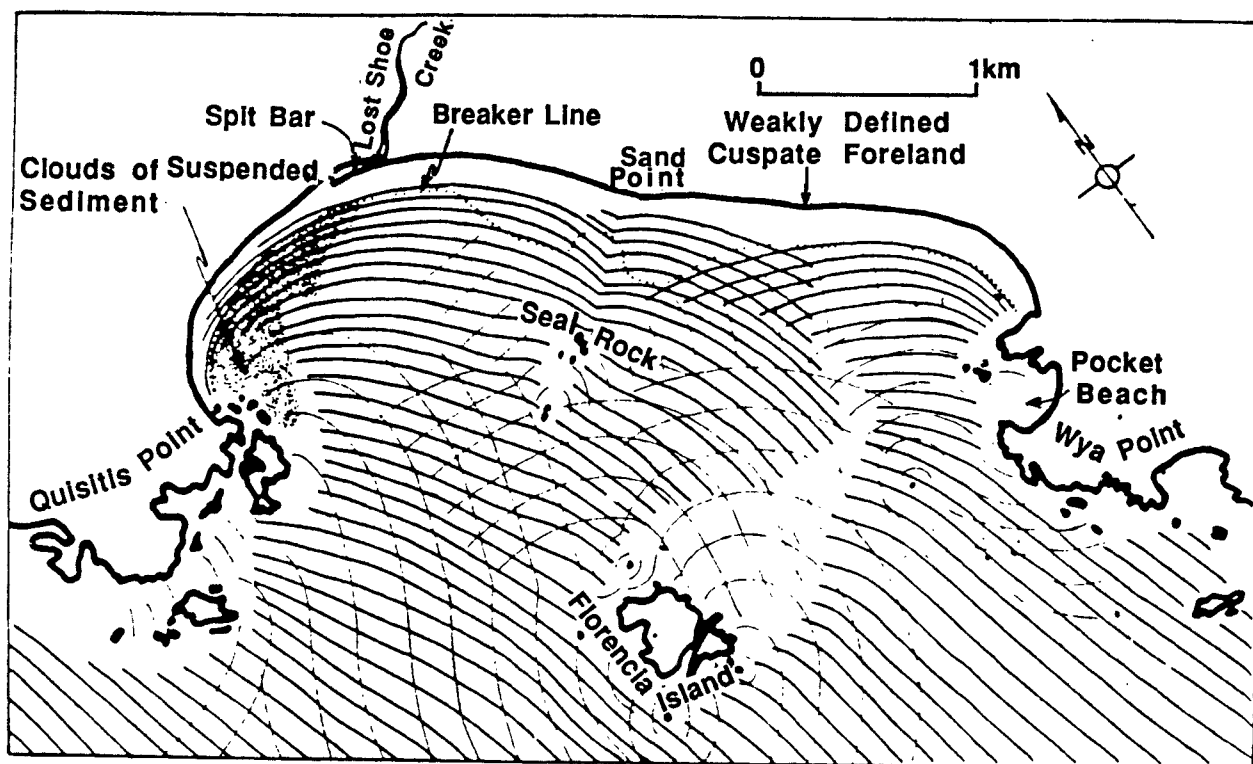 Lost Shoe
Creek
0 1km
Spit Bar
Breaker Line
Weakly Defined
Cuspate Foreland
Clouds of Suspended
Sediment
Sand
Point
N
Seal Rock
Pocket
Beach
Wya Point
Quisitis Point
Florencia
Island